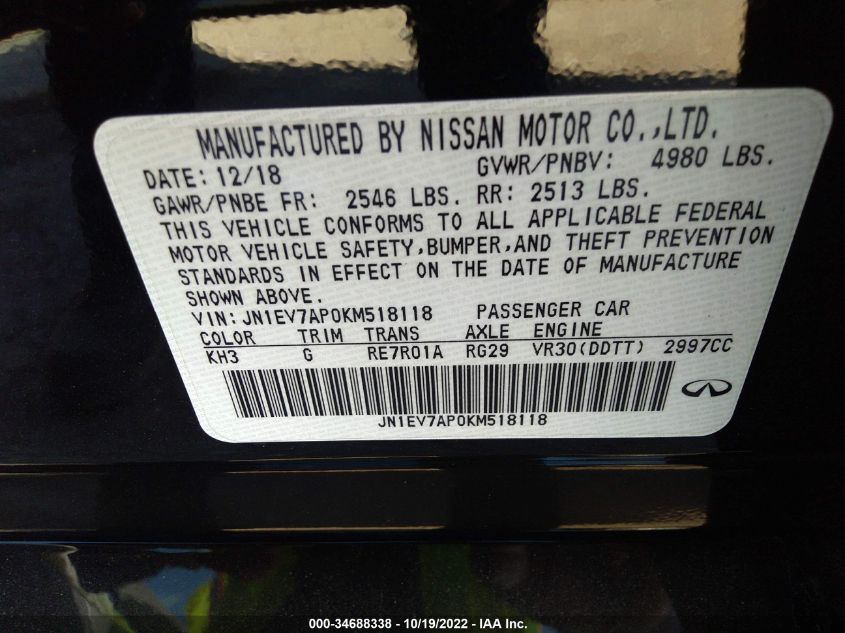 MANUFACTURED BY NISSAN MOTOR CO.,LTD.
DATE: 12/18 GVWR/PNBV: 4980 LBS.
GAWR/PNBE FR: 2546 LBS. RR: 2513 LBS.
THIS VEHICLE CONFORMS TO ALL APPLICABLE FEDERAL
MOTOR VEHICLE SAFETY,BUMPER,AND THEFT PREVENTION
STANDARDS IN EFFECT ON THE DATE OF MANUFACTURE
SHOWN ABOVE.
VIN: JN1EV7AP0KM518118 PASSENGER CAR
COLOR TRIM TRANS AXLE ENGINE
KH3 G RE7R01A RG29 VR30(DDTT) 2997CC
JN1EV7AP0KM518118
000-34688338 - 10/19/2022 - IAA Inc.